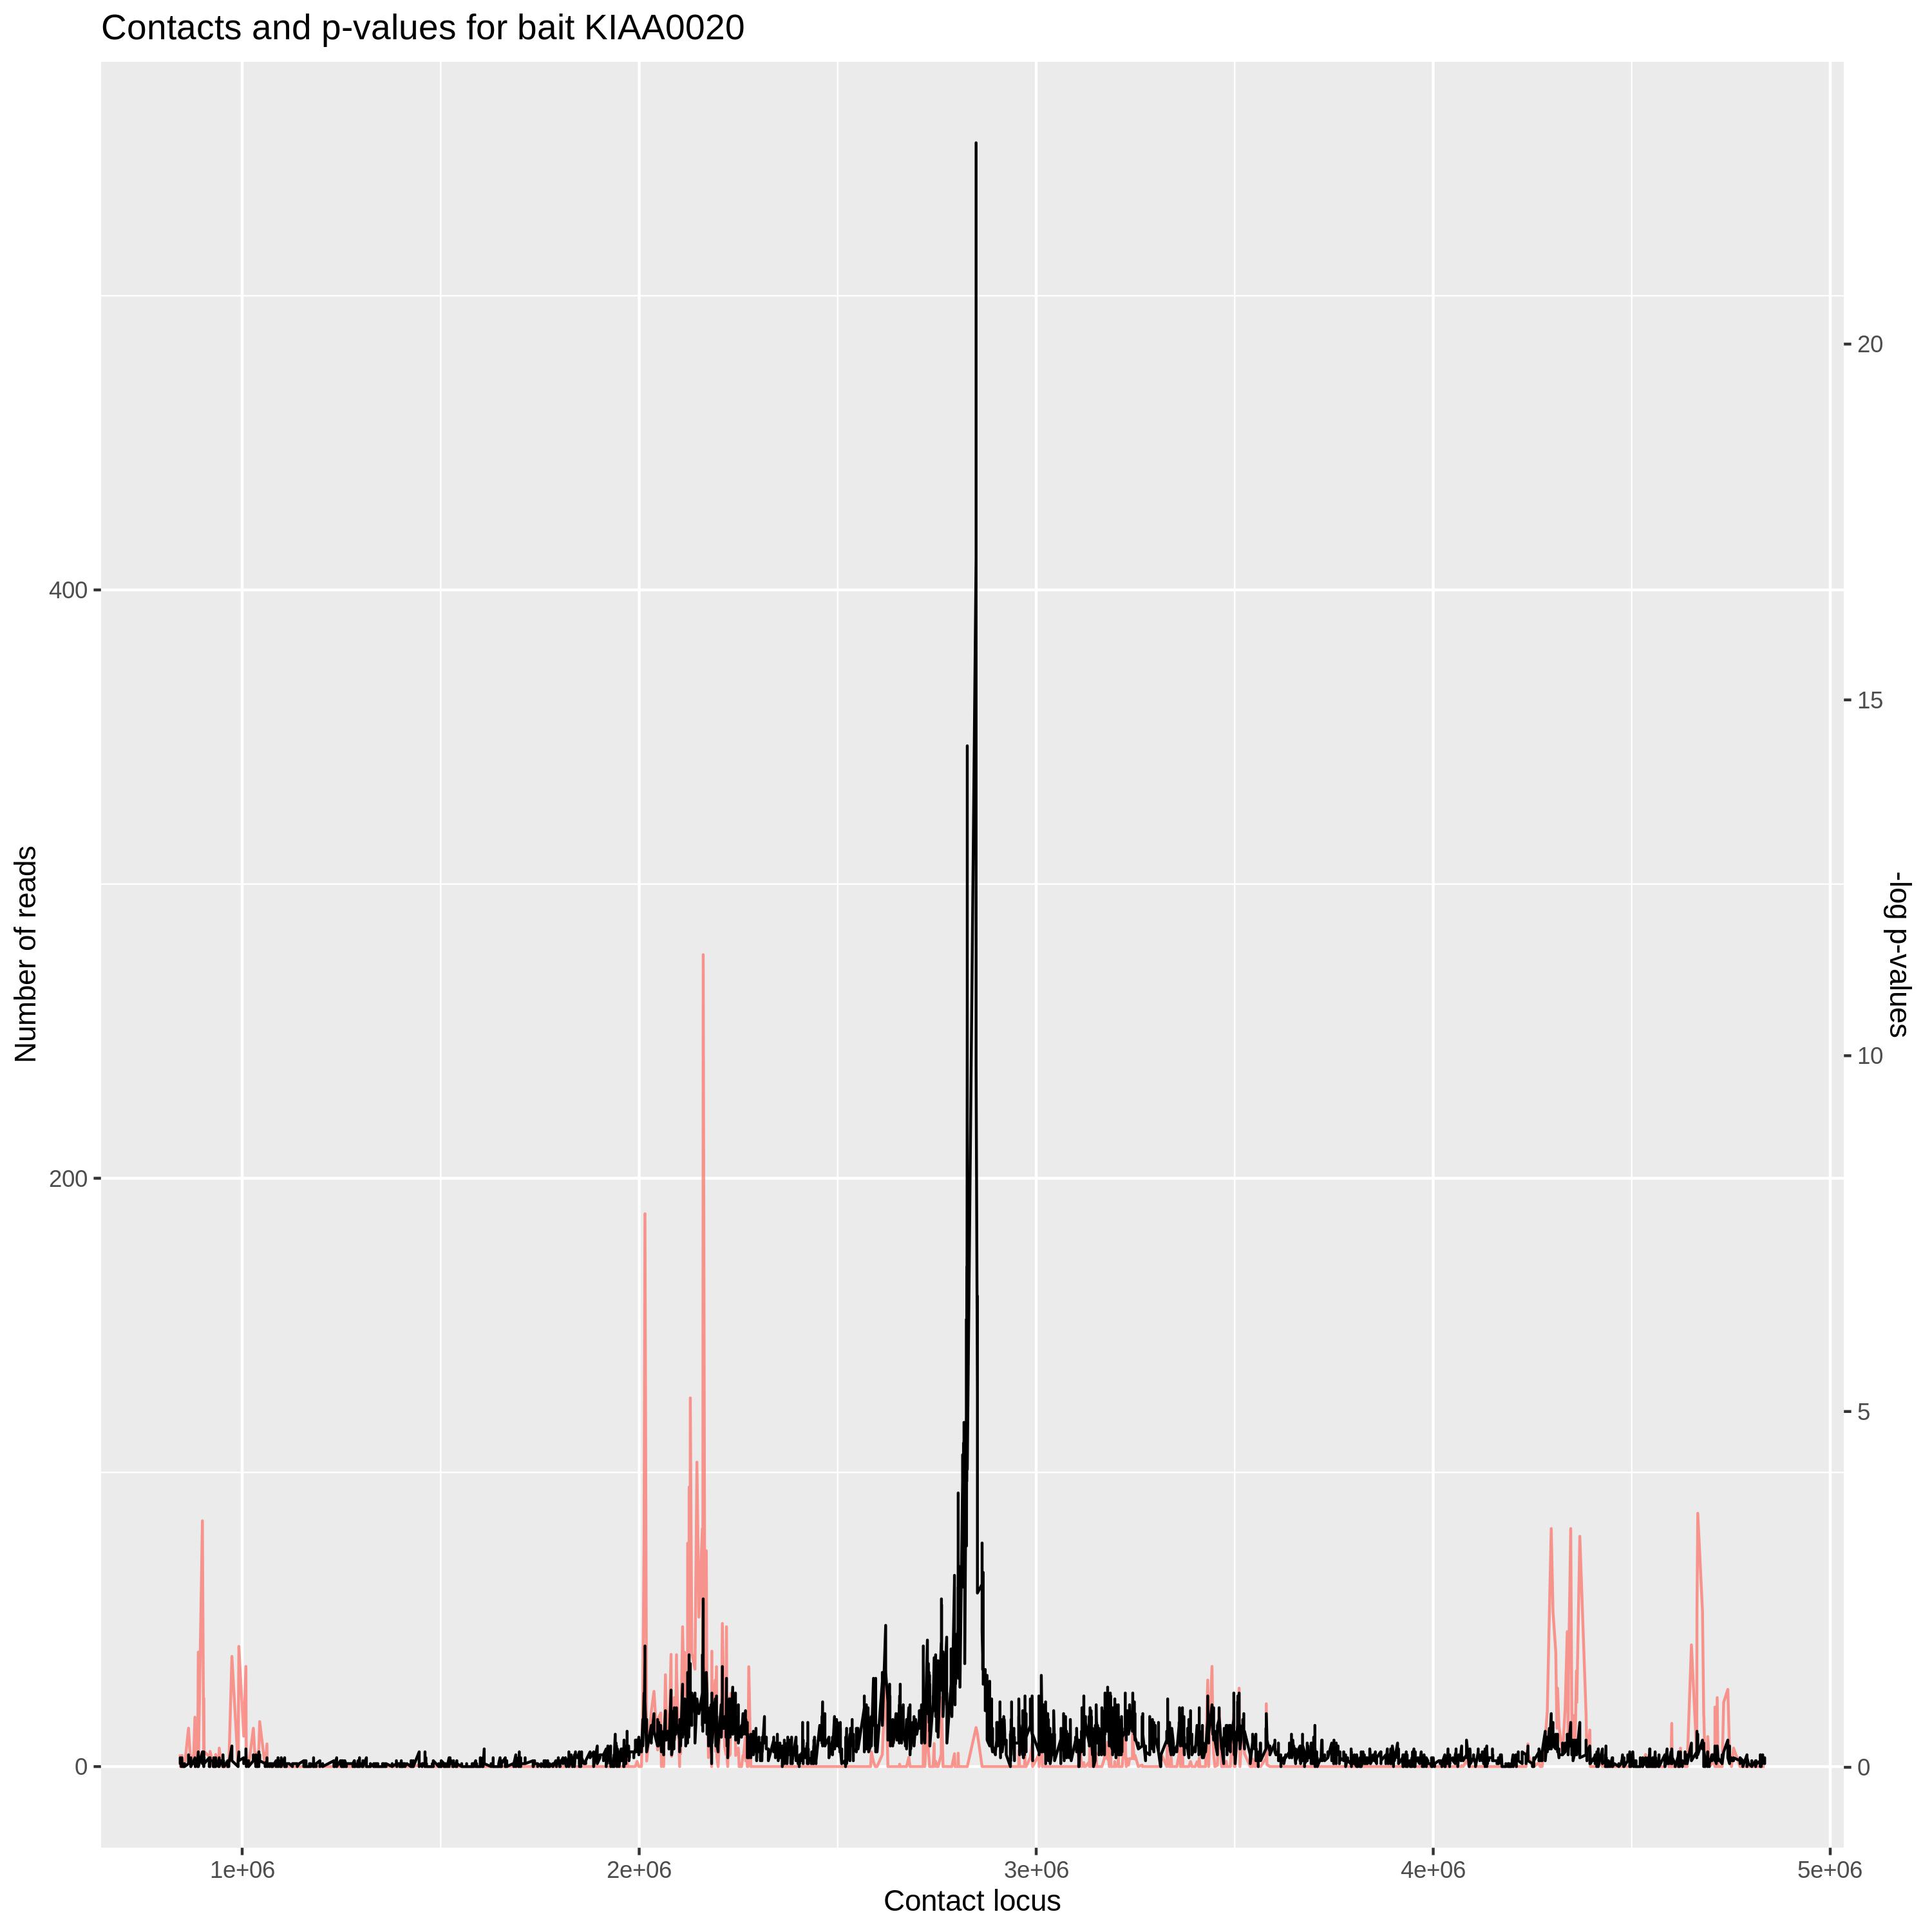 Contacts and p-values for bait KIAA0020
Number of reads
400
200
0
20
15
10
5
0
-log p-values
1e+06
2e+06
3e+06
4e+06
5e+06
Contact locus